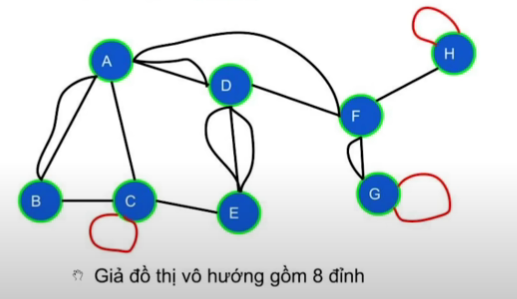 H
A
D
F
G
B
C
E
Giả đồ thị vô hướng gồm 8 đỉnh